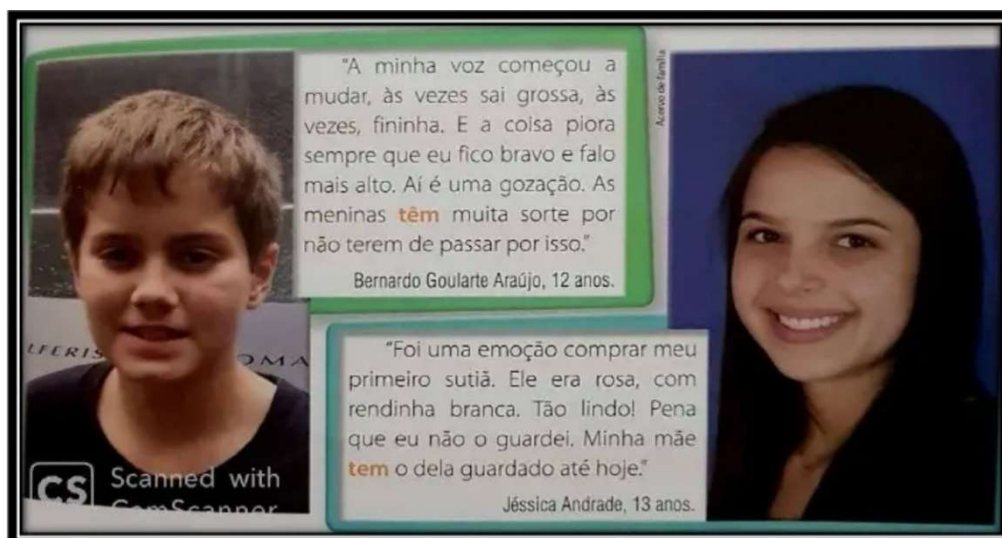 "A minha voz começou a
mudar, às vezes sai grossa, às
vezes, fininha. E a coisa piora
sempre que eu fico bravo e falo
mais alto. Aí é uma gozação. As
meninas têm muita sorte por
não terem de passar por isso."
Bernardo Goularte Araújo, 12 anos.
Acervo de família
LFERIS
OMA
"Foi uma emoção comprar meu
primeiro sutiã. Ele era rosa, com
rendinha branca. Tão lindo! Pena
que eu não o guardei. Minha mãe
tem o dela guardado até hoje."
Jéssica Andrade, 13 anos.
CS
Scanned with
CamScanner